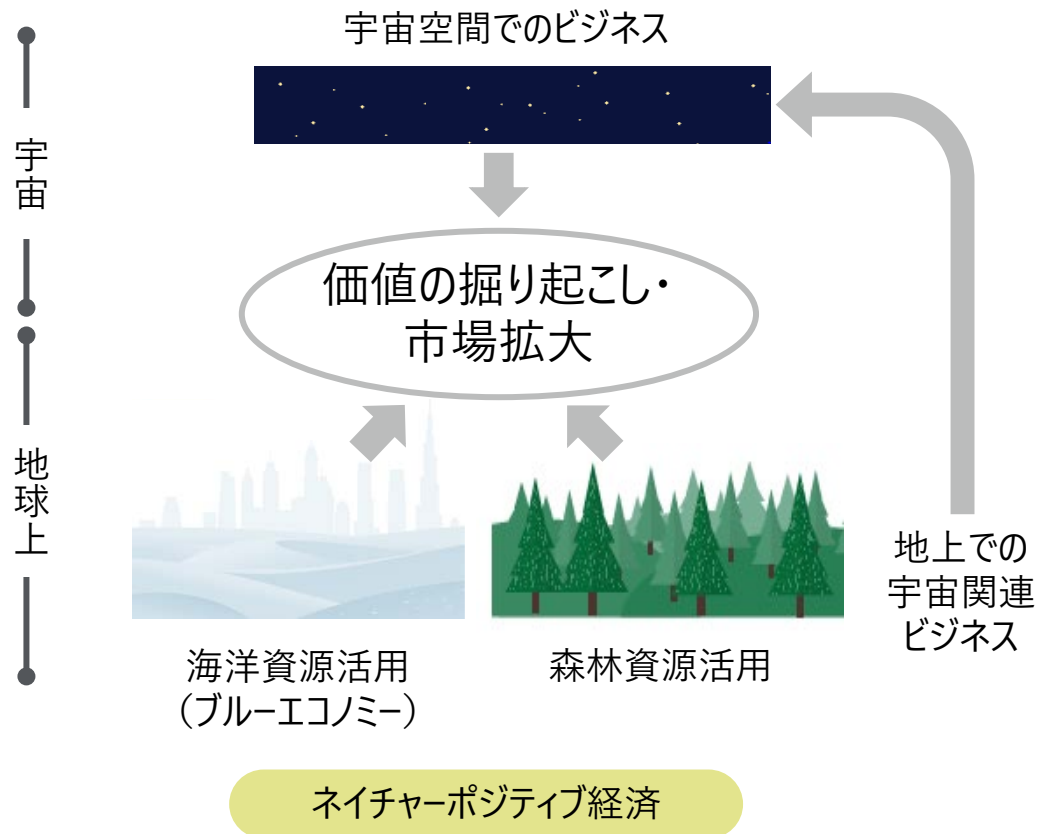 宇宙空間でのビジネス
宇宙
価値の掘り起こし・
市場拡大
地球上
地上での
宇宙関連
ビジネス
海洋資源活用
（ブルーエコノミー）
森林資源活用
ネイチャーポジティブ経済